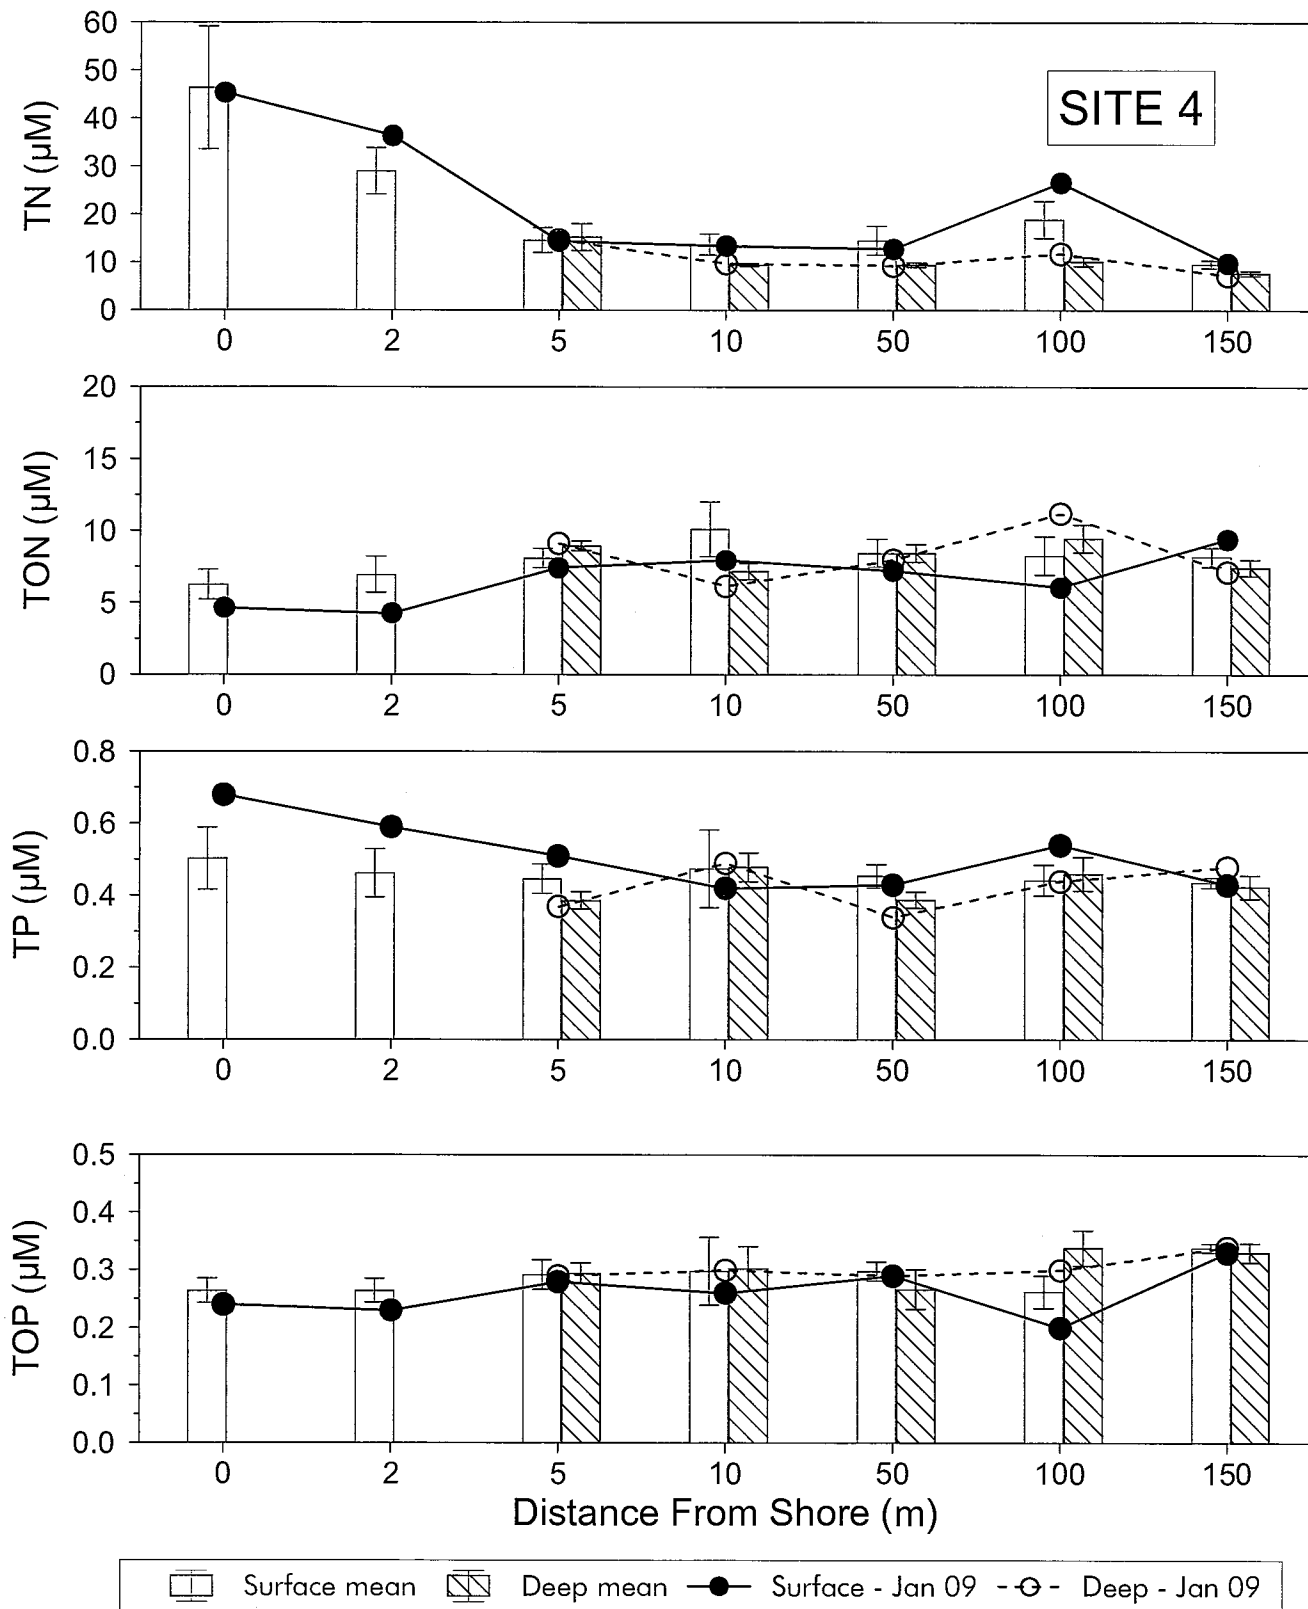 60
50
40
30
20
10
0
TN (µM)
SITE 4
0 2 5 10 50 100 150
20
15
10
5
0
TON (µM)
0 2 5 10 50 100 150
0.8
0.6
0.4
0.2
0.0
TP (µM)
0 2 5 10 50 100 150
0.5
0.4
0.3
0.2
0.1
0.0
TOP (µM)
0 2 5 10 50 100 150
Distance From Shore (m)
Surface mean Deep mean Surface - Jan 09 Deep - Jan 09